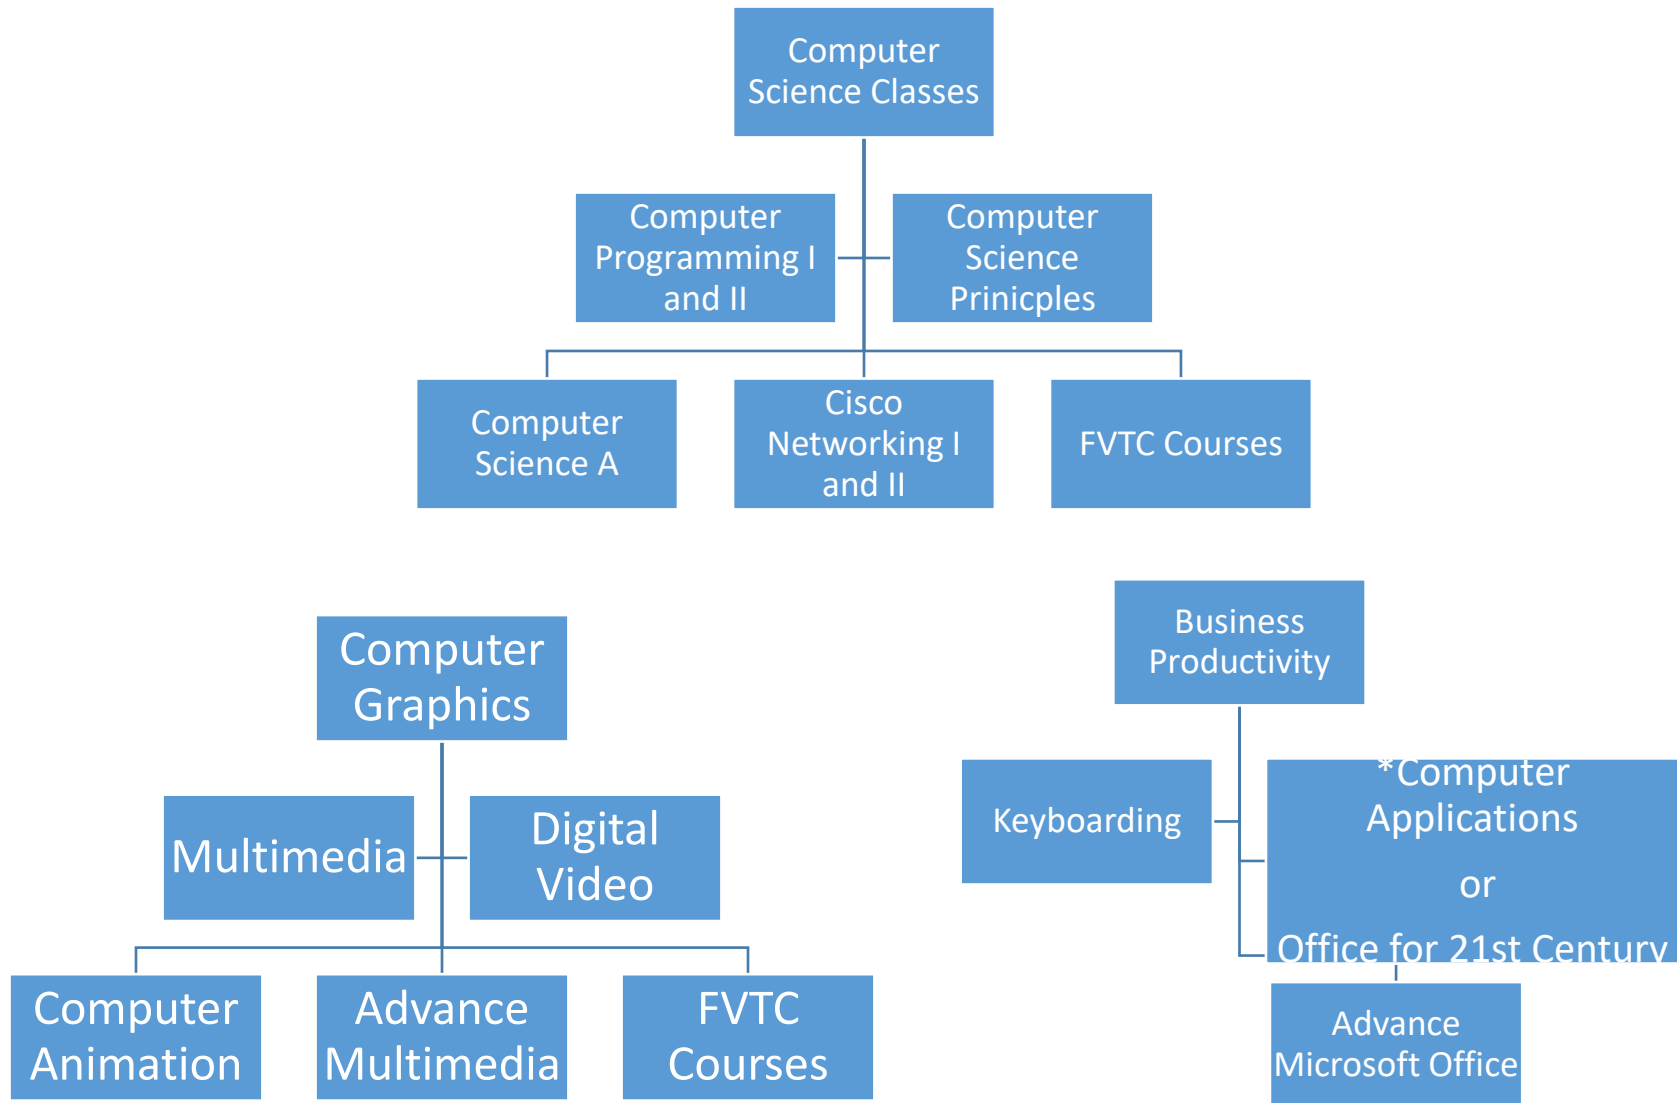 Computer
Science Classes
Computer
Programming I
and II
Computer
Science
Prinicples
Computer
Science A
Cisco
Networking I
and II
FVTC Courses
Computer
Graphics
Multimedia
Digital
Video
Computer
Animation
Advance
Multimedia
FVTC
Courses
Business
Productivity
Keyboarding
*Computer
Applications
or
Office for 21st Century
Advance
Microsoft Office